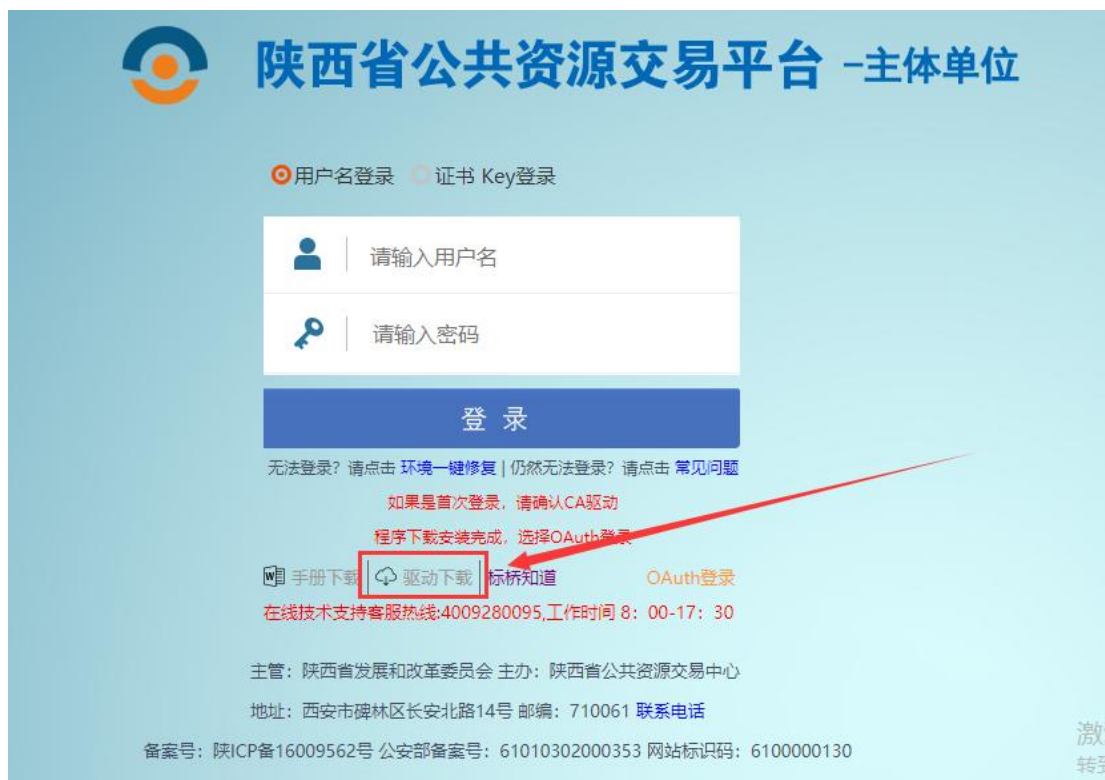 陕西省公共资源交易平台 -主体单位
用户名登录 证书 Key登录
请输入用户名
请输入密码
登 录
无法登录? 请点击 环境一键修复 | 仍然无法登录? 请点击 常见问题
如果是首次登录, 请确认CA驱动
程序下载安装完成, 选择OAuth登录
手册下载 驱动下载 标桥知道 OAuth登录
在线技术支持客服热线:4009280095,工作时间 8: 00-17: 30
主管: 陕西省发展和改革委员会 主办: 陕西省公共资源交易中心
地址: 西安市碑林区长安北路14号 邮编: 710061 联系电话
激
备案号: 陕ICP备16009562号 公安部备案号: 61010302000353 网站标识码: 6100000130
转到